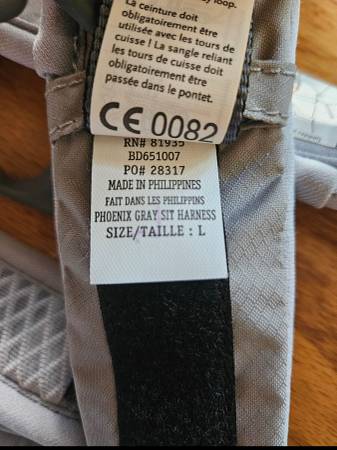 loop.
La ceinture doit
obligatoirement être
utilisée avec les tours de
cuisse ! La sangle reliant
les tours de cuisse doit
obligatoirement être
passée dans le pontet.
CE 0082
RN# 81935
BD651007
PO# 28317
MADE IN PHILIPPINES
FAIT DANS LES PHILIPPINS
PHOENIX GRAY SIT HARNESS
SIZE/TAILLE : L